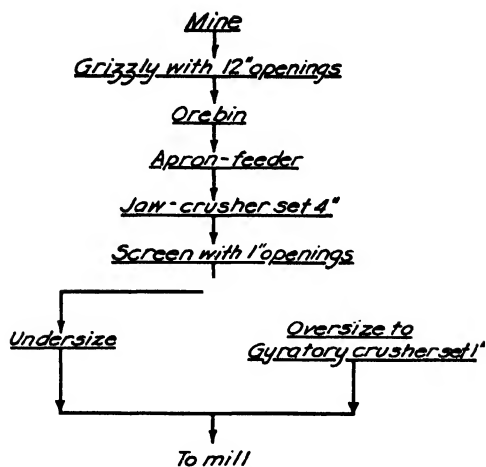 Mine
Grizzly with 12" openings
Orebin
Apron-feeder
Jaw-crusher set 4"
Screen with 1" openings
Undersize
Oversize to
Gyratory crusher set 1"
To mill